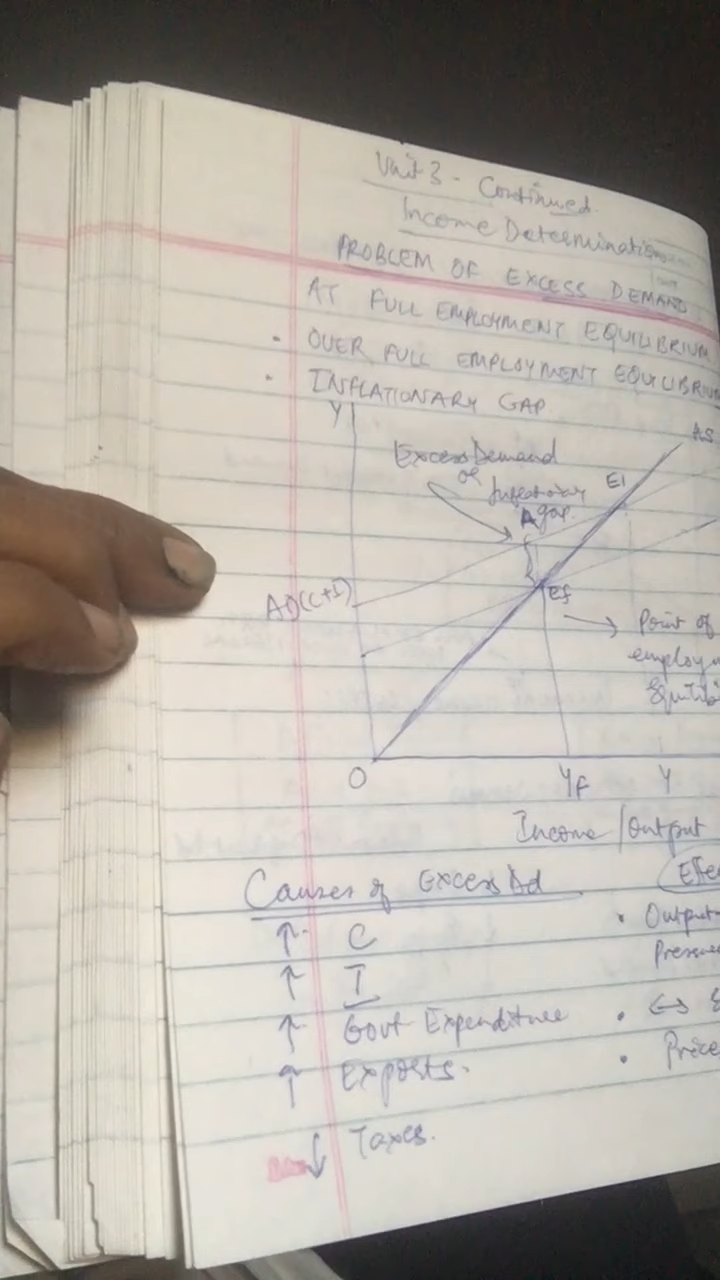 Unit 3 - Continued.
Income Determination
PROBLEM OF EXCESS DEMAND
AT FULL EMPLOYMENT EQUILIBRIUM
• OVER FULL EMPLOYMENT EQUILIBRIUM
• INFLATIONARY GAP
Y
AS
Excess Demand
or
gap.
E1
A
AD(C+I)
Ef
→ Point of
O
Yf
Y
Income/Output
Causes of Excess Ad
↑ C
↑ I
↑ Govt Expenditure
↑ Exports.
↓ Taxes.
Effe
• Output
• ↔
• Price